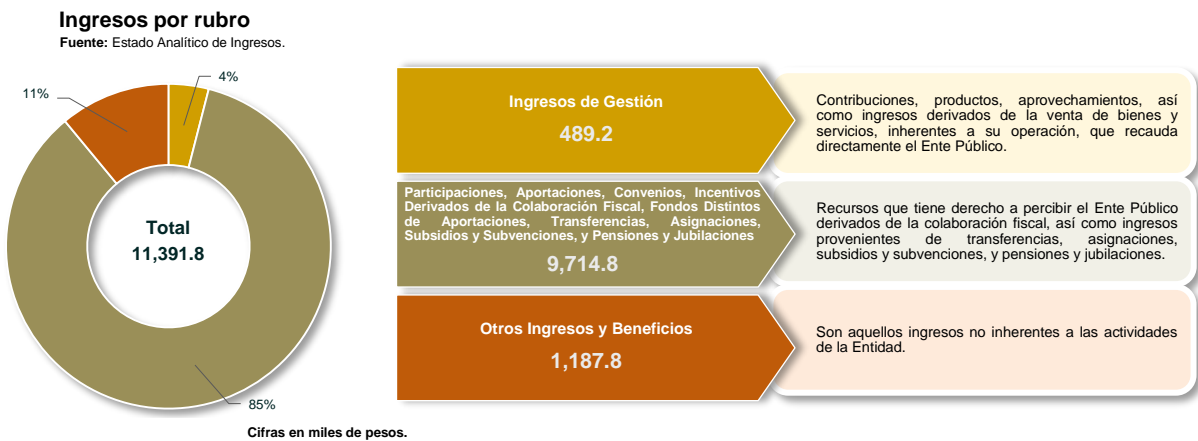 Ingresos por rubro
Fuente: Estado Analítico de Ingresos.
4%
11%
Total
11,391.8
85%
Ingresos de Gestión
489.2
Contribuciones, productos, aprovechamientos, así
como ingresos derivados de la venta de bienes y
servicios, inherentes a su operación, que recauda
directamente el Ente Público.
Participaciones, Aportaciones, Convenios, Incentivos
Derivados de la Colaboración Fiscal, Fondos Distintos
de Aportaciones, Transferencias, Asignaciones,
Subsidios y Subvenciones, y Pensiones y Jubilaciones
9,714.8
Recursos que tiene derecho a percibir el Ente Público
derivados de la colaboración fiscal, así como ingresos
provenientes de transferencias, asignaciones,
subsidios y subvenciones, y pensiones y jubilaciones.
Otros Ingresos y Beneficios
1,187.8
Son aquellos ingresos no inherentes a las actividades
de la Entidad.
Cifras en miles de pesos.